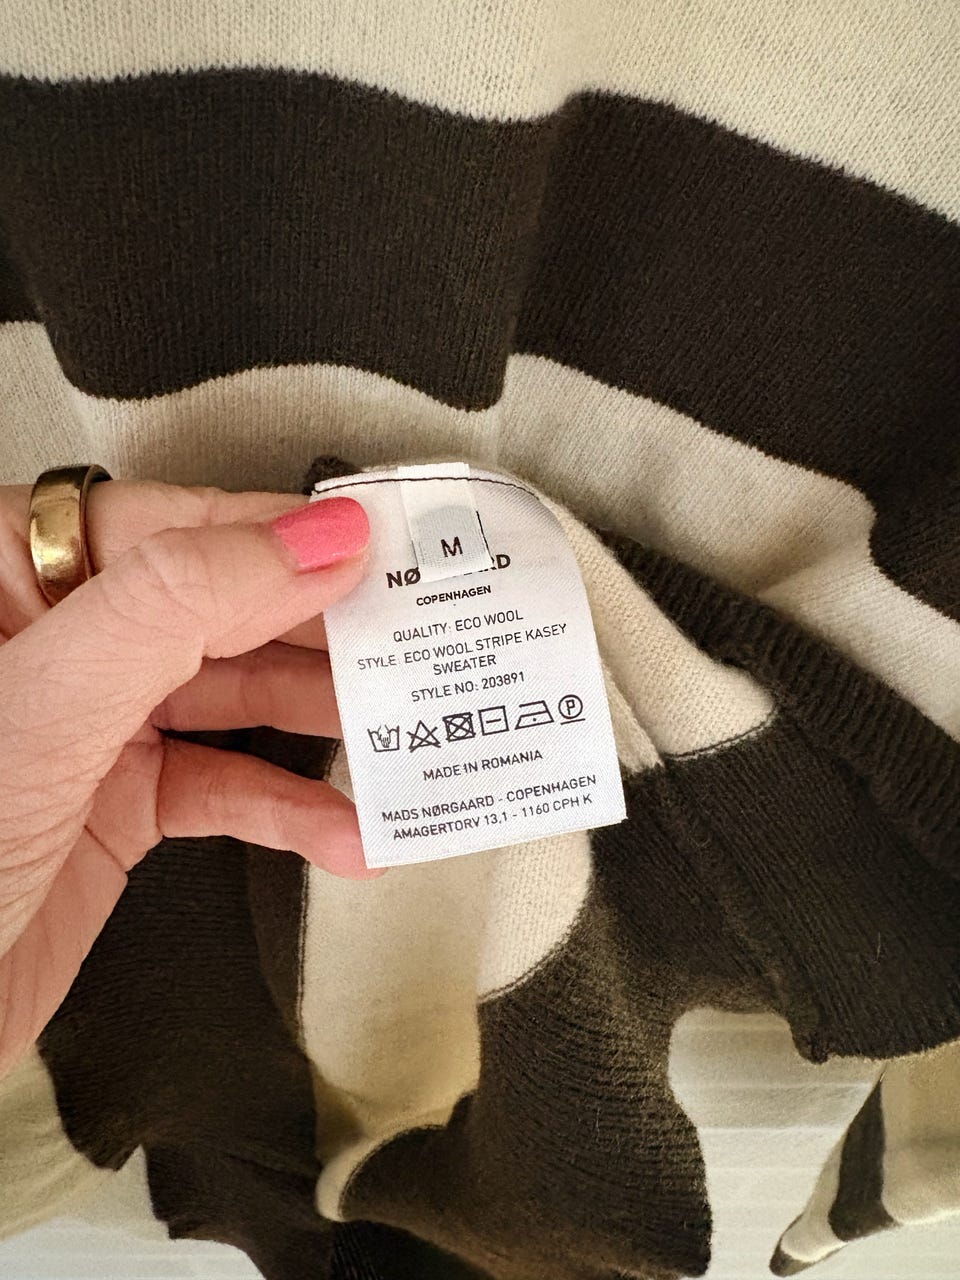 M
COPENHAGEN
QUALITY: ECO WOOL
STYLE: ECO WOOL STRIPE KASEY
SWEATER
STYLE NO: 203891
P
MADE IN ROMANIA
MADS NØRGAARD - COPENHAGEN
AMAGERTORV 13,1 - 1160 CPH K